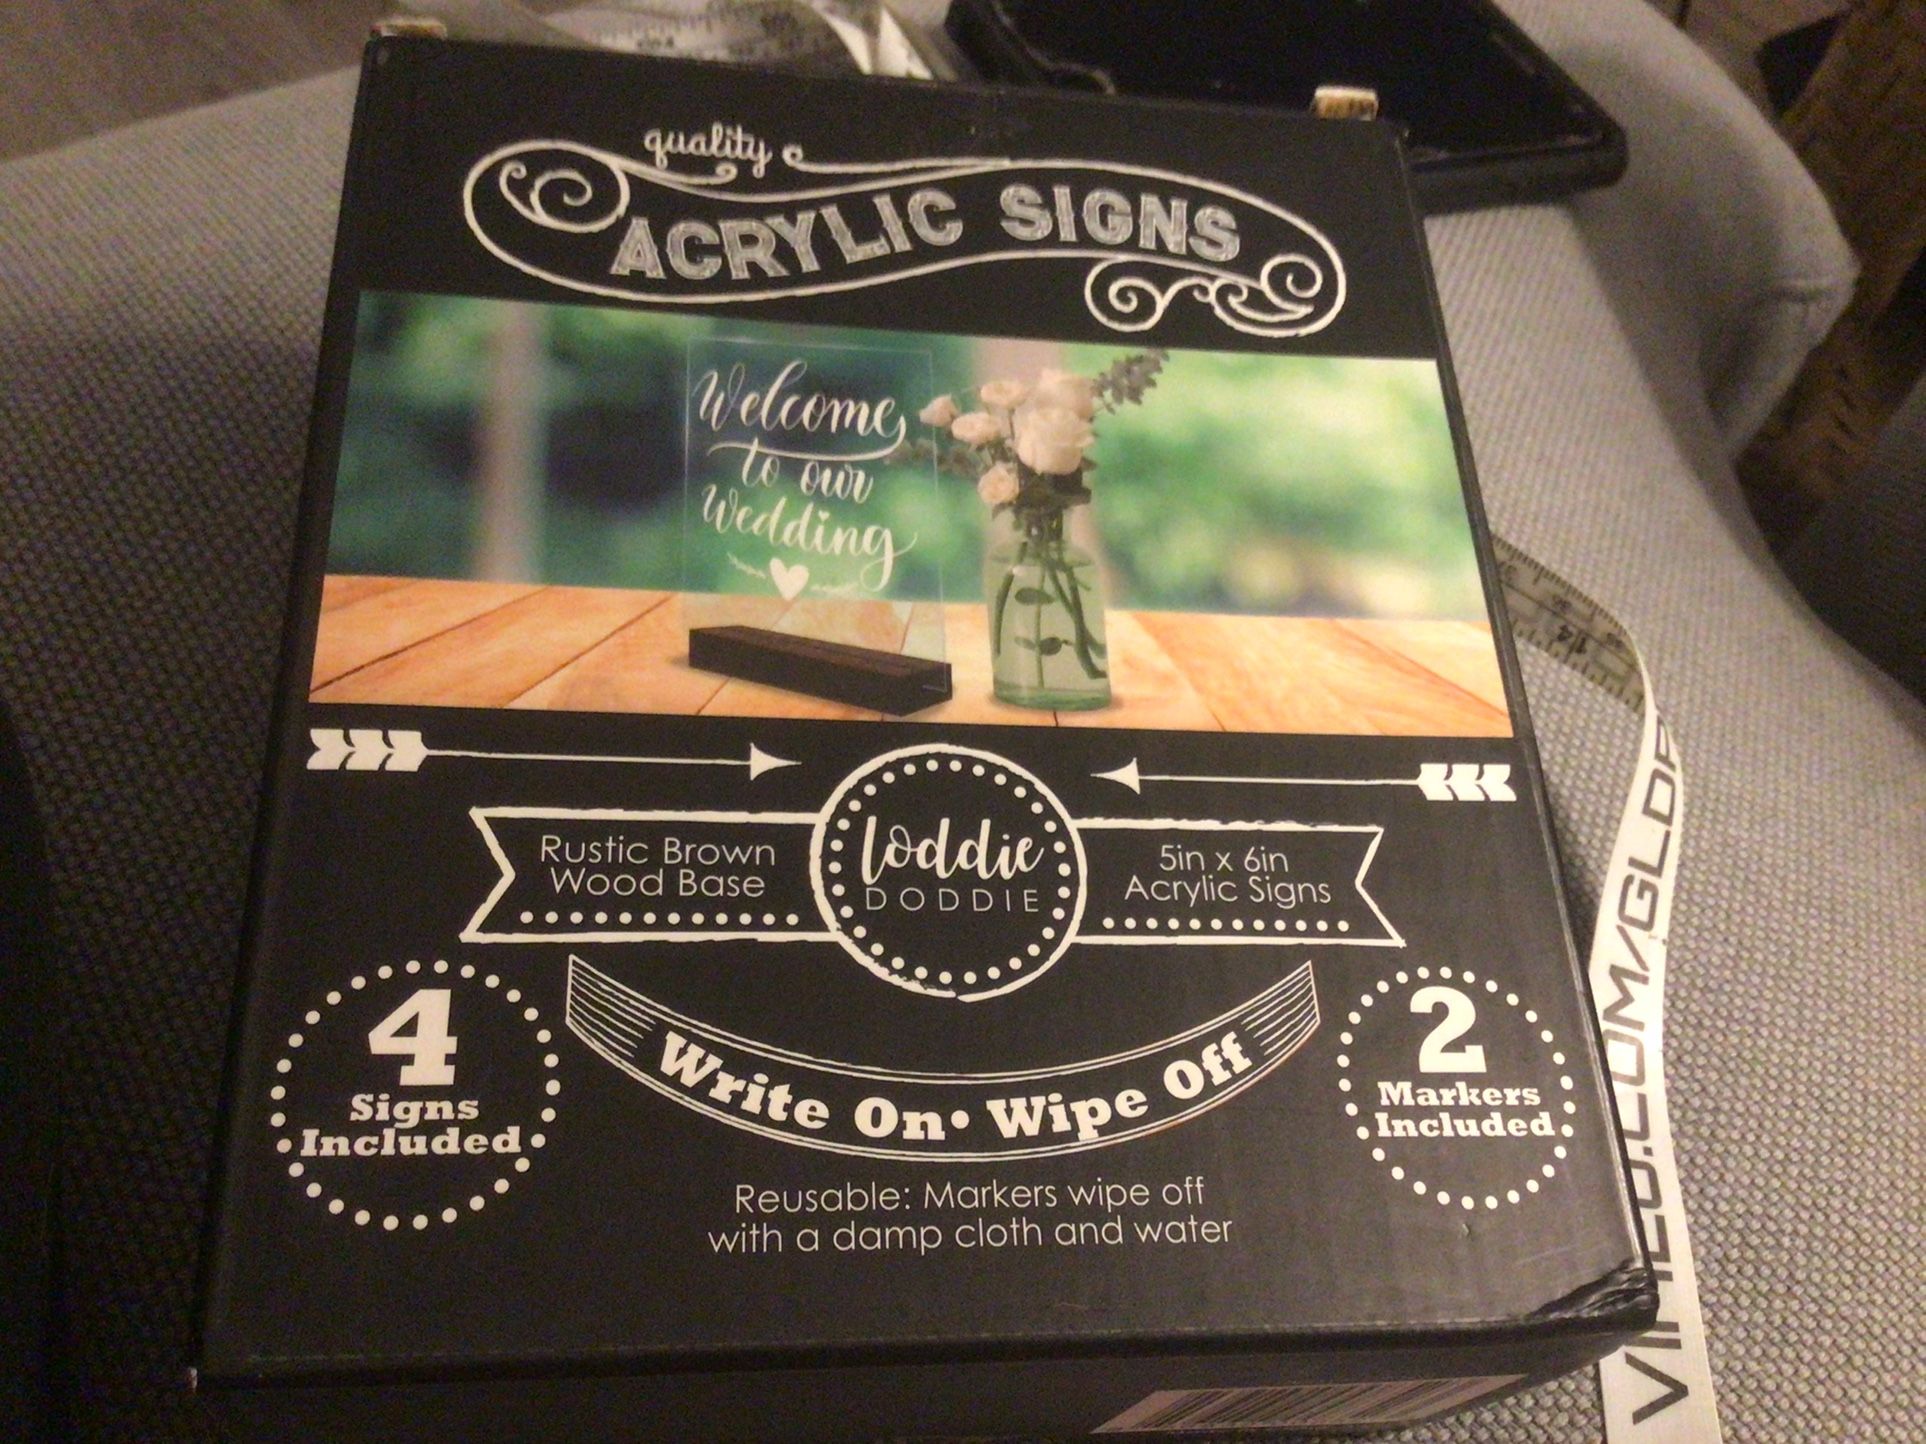 quality
ACRYLIC SIGNS
Welcome
to our
Wedding
Rustic Brown
Wood Base
loddie
DODDIE
5in x 6in
Acrylic Signs
4
Signs
Included
Write On • Wipe Off
2
Markers
Included
Reusable: Markers wipe off
with a damp cloth and water
14